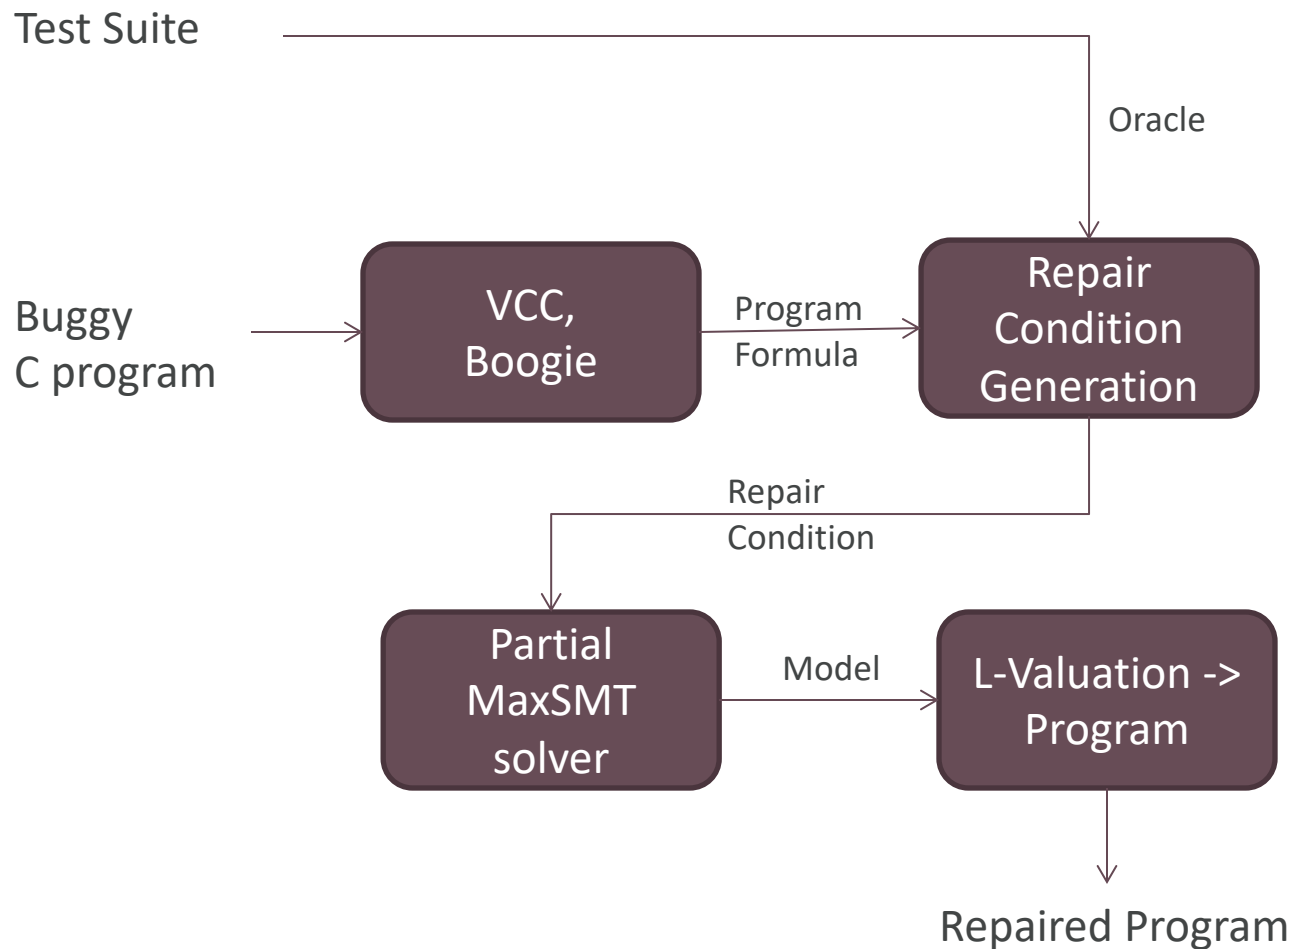 Test Suite
Oracle
Buggy
C program
VCC,
Boogie
Program
Formula
Repair
Condition
Generation
Repair
Condition
Partial
MaxSMT
solver
Model
L-Valuation ->
Program
Repaired Program